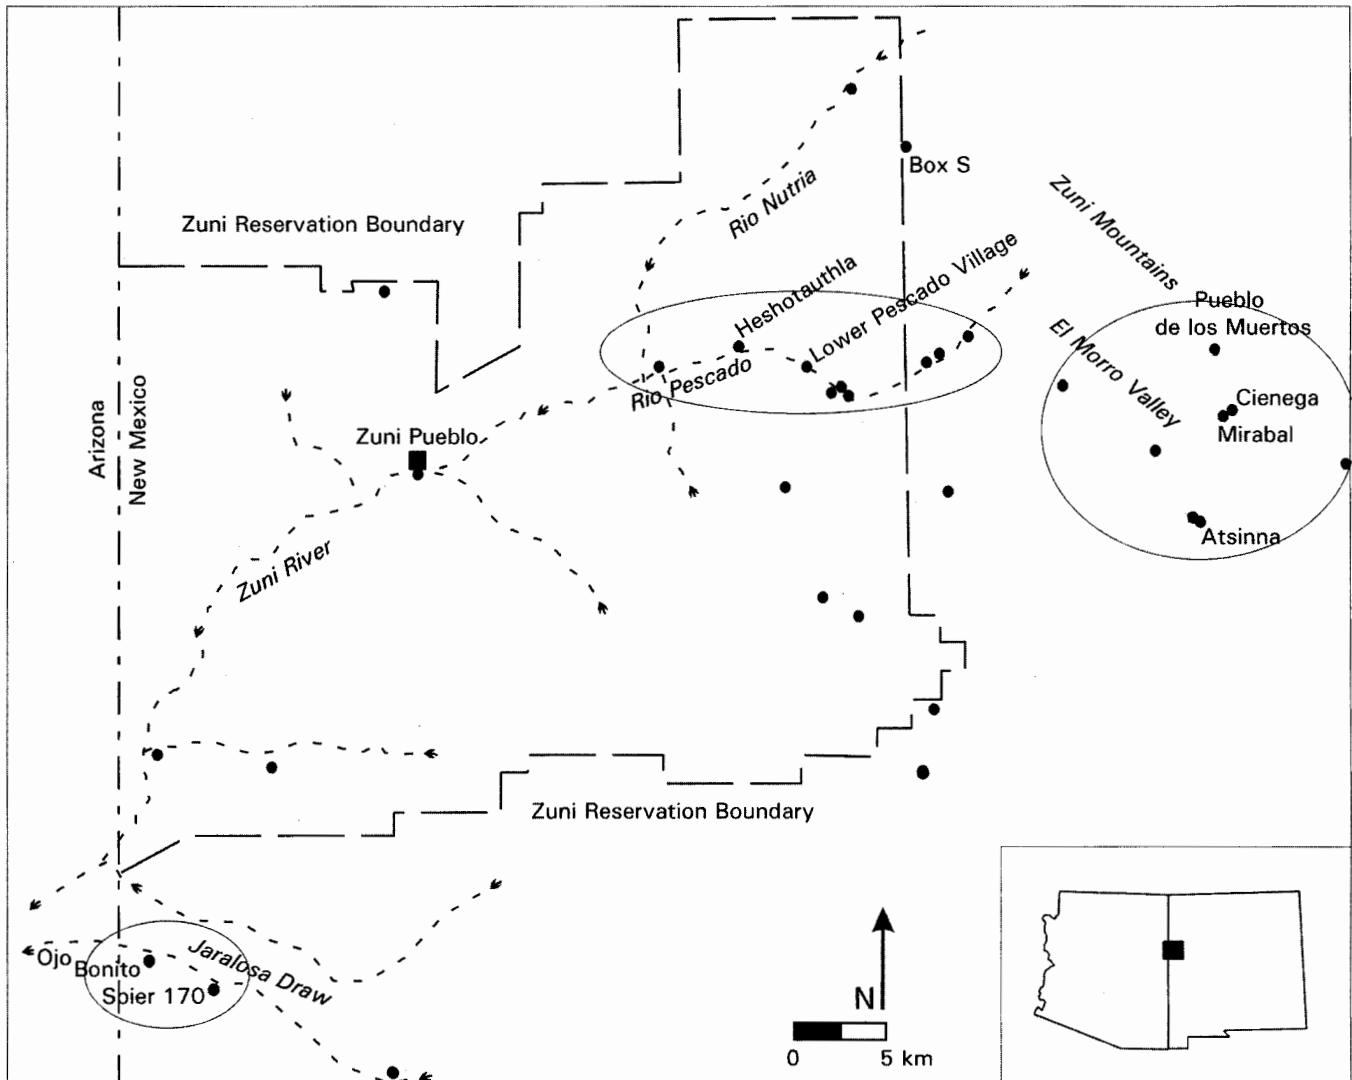 Box S
Zuni Mountains
Rio Nutria
Zuni Reservation Boundary
Heshotauthla
Lower Pescado Village
Pueblo
de los Muertos
El Morro Valley
Rio Pescado
Cienega
Mirabal
Arizona
New Mexico
Zuni Pueblo
Atsinna
Zuni River
Zuni Reservation Boundary
Jaralosa Draw
Ojo Bonito
Spier 170
N
0 5 km